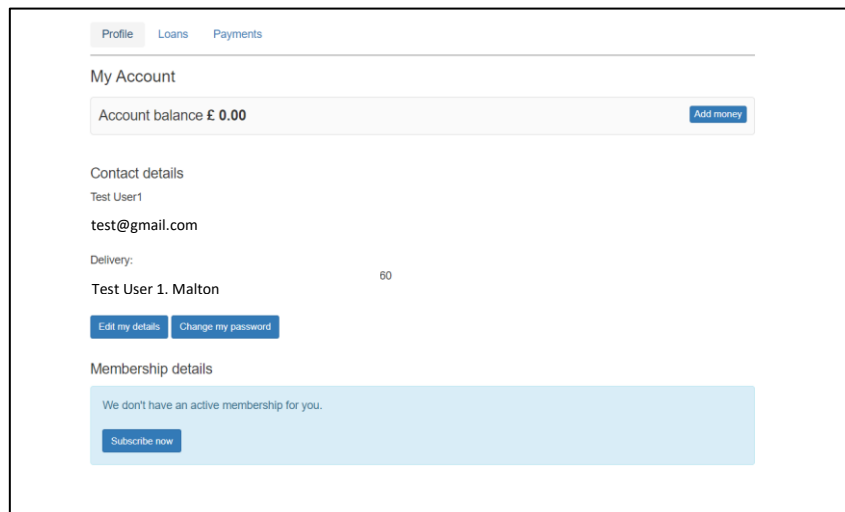 Profile Loans Payments
My Account
Account balance £ 0.00 Add money
Contact details
Test User1
test@gmail.com
Delivery:
60
Test User 1. Malton
Edit my details Change my password
Membership details
We don't have an active membership for you.
Subscribe now